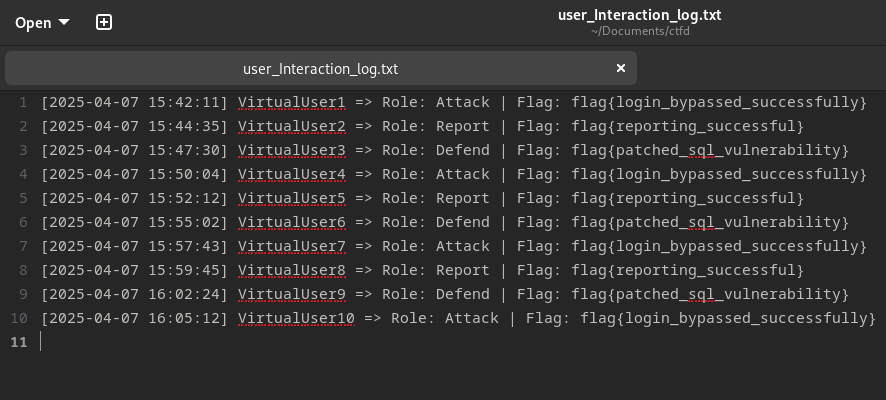 Open
user_Interaction_log.txt
~/Documents/ctfd
user_Interaction_log.txt
1 [2025-04-07 15:42:11] VirtualUser1 => Role: Attack | Flag: flag{login_bypassed_successfully}
2 [2025-04-07 15:44:35] VirtualUser2 => Role: Report | Flag: flag{reporting_successful}
3 [2025-04-07 15:47:30] VirtualUser3 => Role: Defend | Flag: flag{patched_sql_vulnerability}
4 [2025-04-07 15:50:04] VirtualUser4 => Role: Attack | Flag: flag{login_bypassed_successfully}
5 [2025-04-07 15:52:12] VirtualUser5 => Role: Report | Flag: flag{reporting_successful}
6 [2025-04-07 15:55:02] VirtualUser6 => Role: Defend | Flag: flag{patched_sql_vulnerability}
7 [2025-04-07 15:57:43] VirtualUser7 => Role: Attack | Flag: flag{login_bypassed_successfully}
8 [2025-04-07 15:59:45] VirtualUser8 => Role: Report | Flag: flag{reporting_successful}
9 [2025-04-07 16:02:24] VirtualUser9 => Role: Defend | Flag: flag{patched_sql_vulnerability}
10 [2025-04-07 16:05:12] VirtualUser10 => Role: Attack | Flag: flag{login_bypassed_successfully}
11